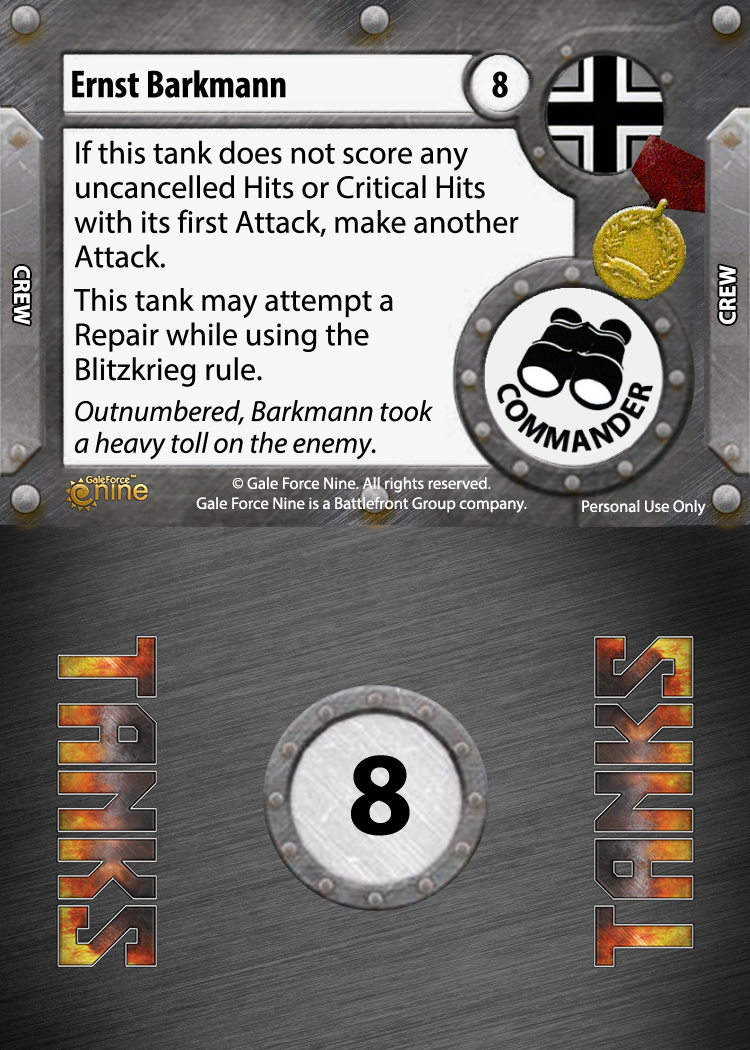 Ernst Barkmann
8
If this tank does not score any
uncancelled Hits or Critical Hits
with its first Attack, make another
Attack.
This tank may attempt a
Repair while using the
Blitzkrieg rule.
Outnumbered, Barkmann took
a heavy toll on the enemy.
CREW
CREW
COMMANDER
GaleForce™
nine
© Gale Force Nine. All rights reserved.
Gale Force Nine is a Battlefront Group company.
Personal Use Only
TANKS
8
TANKS